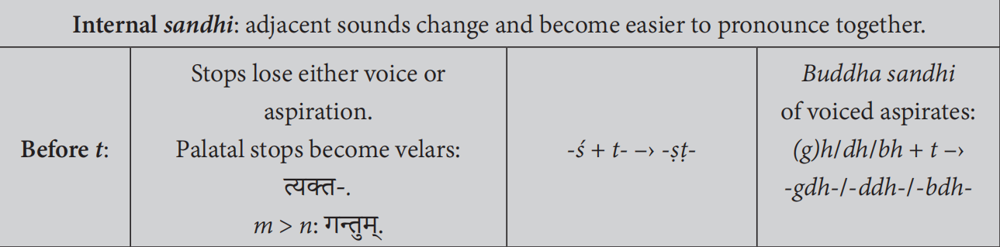 Internal sandhi: adjacent sounds change and become easier to pronounce together.
Before t:
Stops lose either voice or
aspiration.
Palatal stops become velars:
त्यक्त-.
m > n: गन्तुम्.
-ś + t- –› -ṣṭ-
Buddha sandhi
of voiced aspirates:
(g)h/dh/bh + t –›
-gdh-/-ddh-/-bdh-